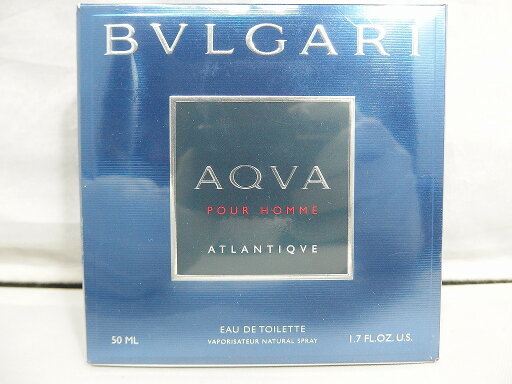 BVLGARI
AQVA
POUR HOMME
ATLANTIQVE
EAU DE TOILETTE
50 ML VAPORISATEUR NATURAL SPRAY 1.7 FL.OZ. U.S.